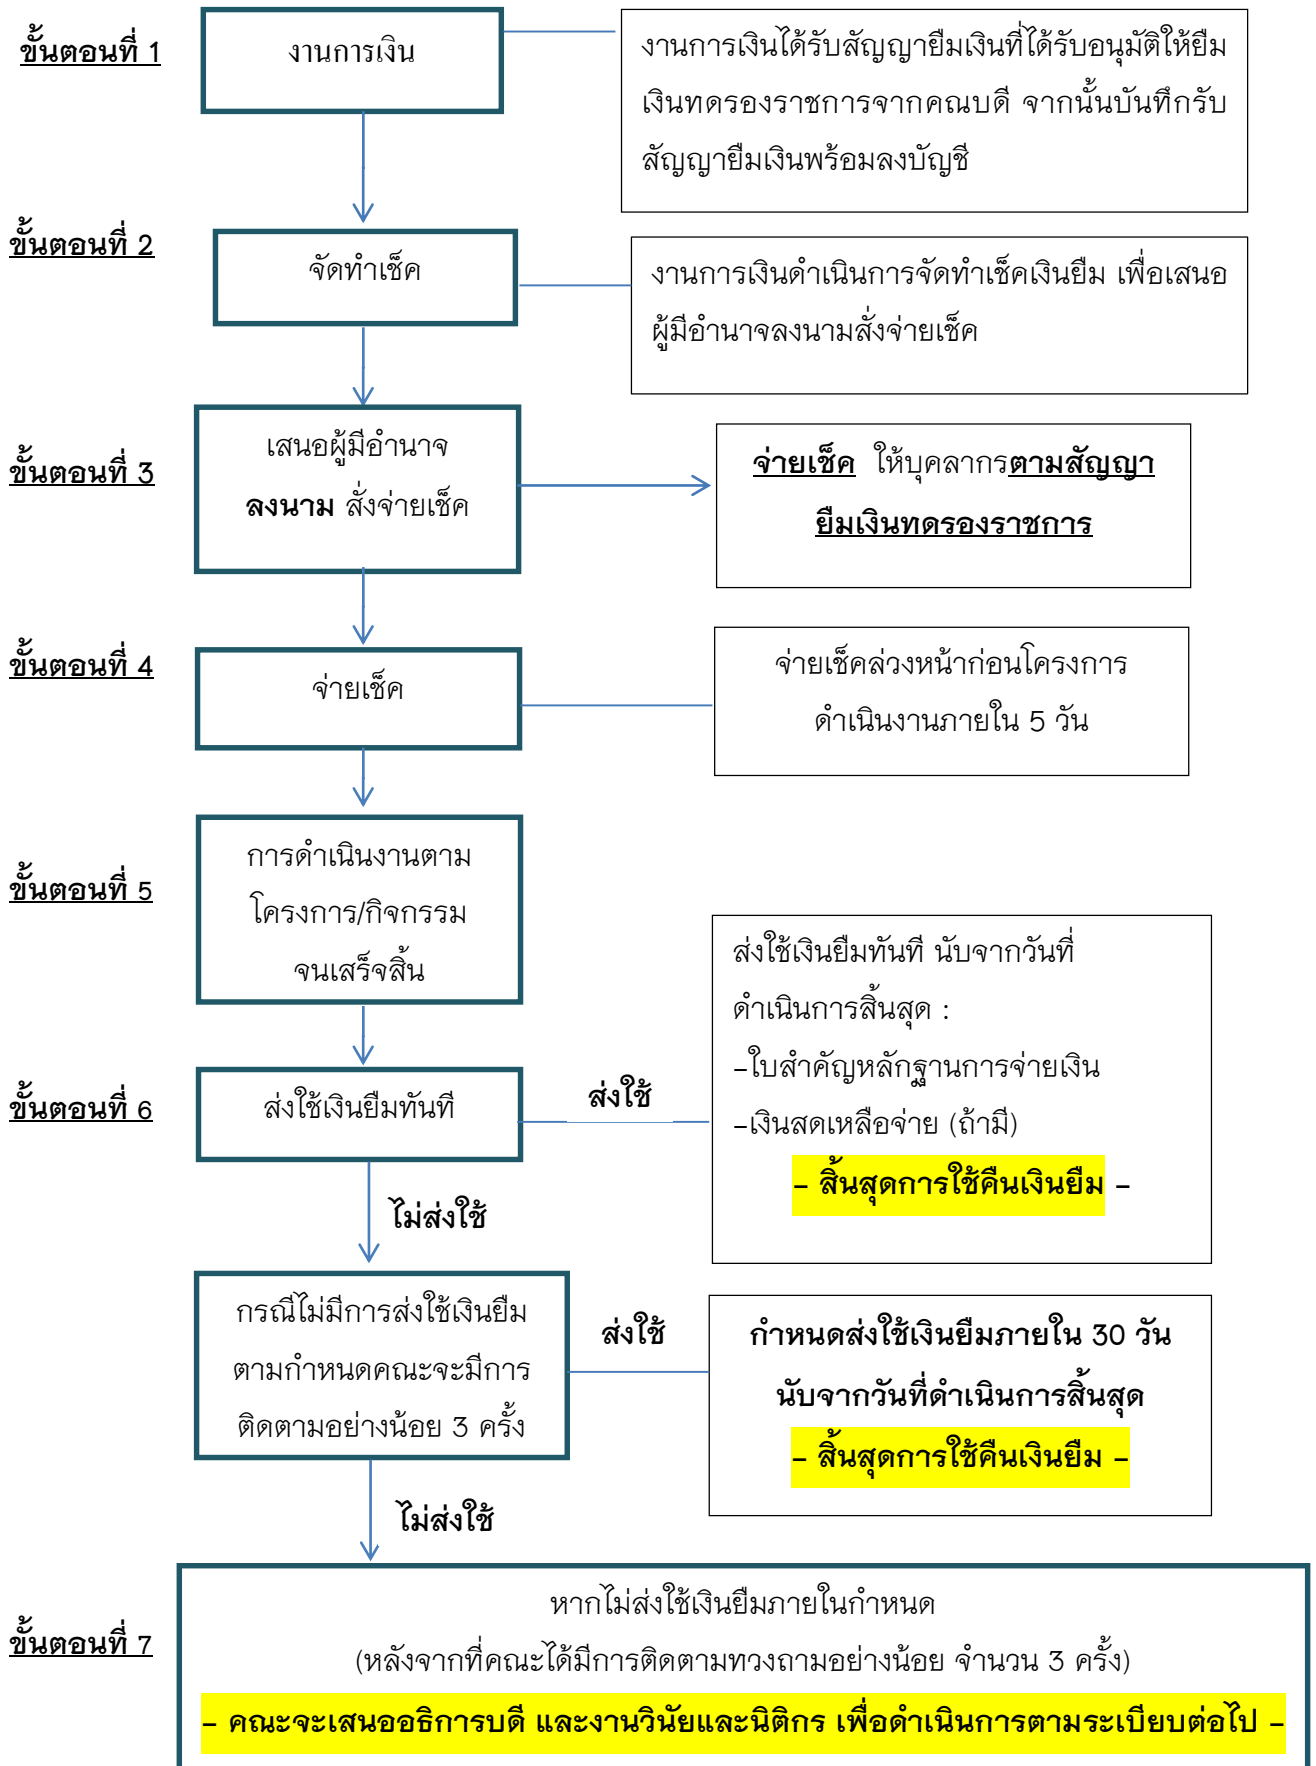 ขั้นตอนที่ 1
งานการเงิน
งานการเงินได้รับสัญญายืมเงินที่ได้รับอนุมัติให้ยืม
เงินทดรองราชการจากคณบดี จากนั้นบันทึกรับ
สัญญายืมเงินพร้อมลงบัญชี
ขั้นตอนที่ 2
จัดทำเช็ค
งานการเงินดำเนินการจัดทำเช็คเงินยืม เพื่อเสนอ
ผู้มีอำนาจลงนามสั่งจ่ายเช็ค
ขั้นตอนที่ 3
เสนอผู้มีอำนาจ
ลงนาม สั่งจ่ายเช็ค
จ่ายเช็ค ให้บุคลากรตามสัญญา
ยืมเงินทดรองราชการ
ขั้นตอนที่ 4
จ่ายเช็ค
จ่ายเช็คล่วงหน้าก่อนโครงการ
ดำเนินงานภายใน 5 วัน
ขั้นตอนที่ 5
การดำเนินงานตาม
โครงการ/กิจกรรม
จนเสร็จสิ้น
ขั้นตอนที่ 6
ส่งใช้เงินยืมทันที
ส่งใช้
ส่งใช้เงินยืมทันที นับจากวันที่
ดำเนินการสิ้นสุด :
-ใบสำคัญหลักฐานการจ่ายเงิน
-เงินสดเหลือจ่าย (ถ้ามี)
- สิ้นสุดการใช้คืนเงินยืม -
ไม่ส่งใช้
กรณีไม่มีการส่งใช้เงินยืม
ตามกำหนดคณะจะมีการ
ติดตามอย่างน้อย 3 ครั้ง
ส่งใช้
กำหนดส่งใช้เงินยืมภายใน 30 วัน
นับจากวันที่ดำเนินการสิ้นสุด
- สิ้นสุดการใช้คืนเงินยืม -
ไม่ส่งใช้
ขั้นตอนที่ 7
หากไม่ส่งใช้เงินยืมภายในกำหนด
(หลังจากที่คณะได้มีการติดตามทวงถามอย่างน้อย จำนวน 3 ครั้ง)
- คณะจะเสนออธิการบดี และงานวินัยและนิติกร เพื่อดำเนินการตามระเบียบต่อไป -